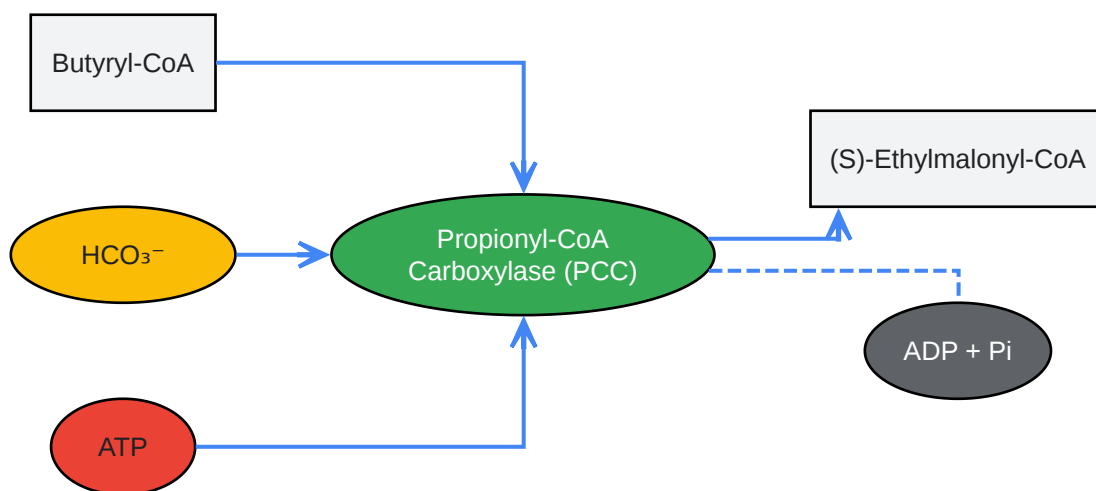 Butyryl-CoA
(S)-Ethylmalonyl-CoA
HCO₃⁻
Propionyl-CoA
Carboxylase (PCC)
ADP + Pi
ATP